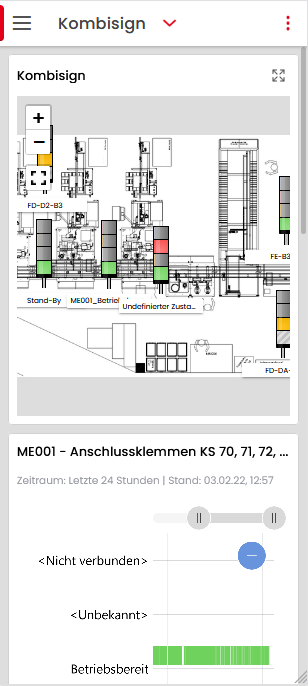 Kombisign
Kombisign
+
−
FD-D2-B3
FE-B3
Stand-By
ME001_Betriel
Undefinierter Zusta...
FD-DA-
ME001 - Anschlussklemmen KS 70, 71, 72, ...
Zeitraum: Letzte 24 Stunden | Stand: 03.02.22, 12:57
<Nicht verbunden>
<Unbekannt>
Betriebsbereit